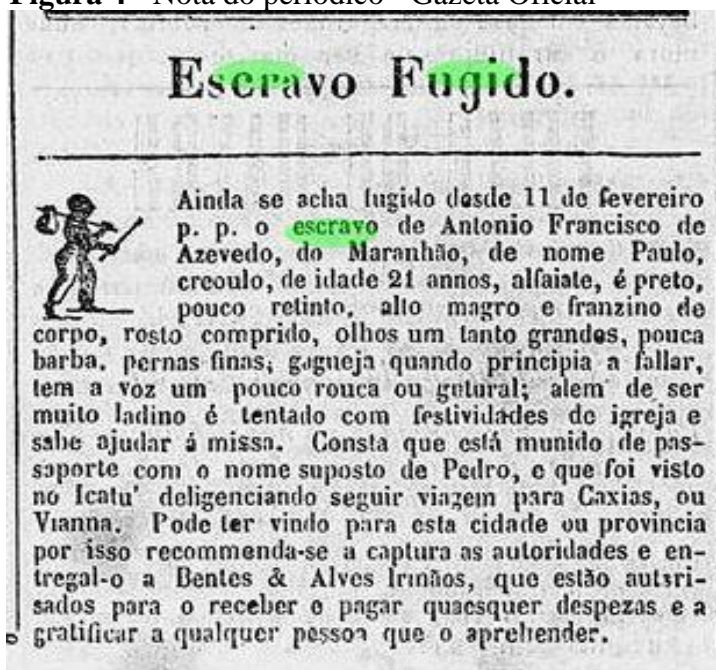 Figura 4 - Nota do periódico - Gazeta Oficial
Escravo Fugido.
Ainda se acha fugido desde 11 de fevereiro
p. p. o escravo de Antonio Francisco de
Azevedo, do Maranhão, de nome Paulo,
creoulo, de idade 21 annos, alfaiate, é preto,
pouco retinto, alto magro e franzino de
corpo, rosto comprido, olhos um tanto grandes, pouca
barba. pernas finas; gagueja quando principia a fallar,
tem a voz um pouco rouca ou gutural; alem de ser
muito ladino é tentado com festividades de igreja e
sabe ajudar á missa. Consta que está munido de pas-
saporte com o nome suposto de Pedro, e que foi visto
no Icatu' deligenciando seguir viagem para Caxias, ou
Vianna. Pode ter vindo para esta cidade ou provincia
por isso recommenda-se a captura as autoridades e en-
tregal-o a Bentes & Alves Irmãos, que estão autori-
sados para o receber e pagar quaesquer despezas e a
gratificar a qualquer pessoa que o aprehender.